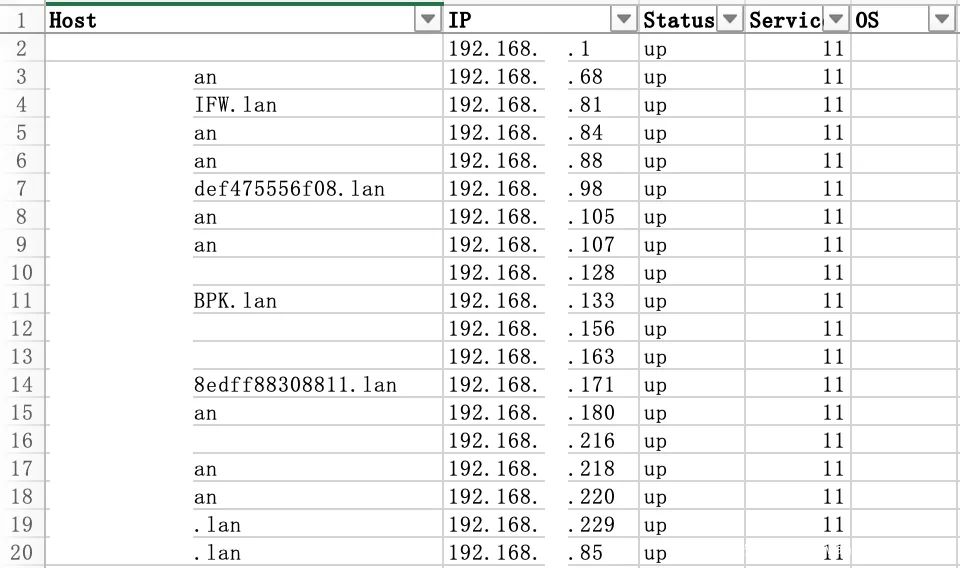 1 Host IP Status Servic OS
2 192.168. .1 up 11
3 an 192.168. .68 up 11
4 IFW.lan 192.168. .81 up 11
5 an 192.168. .84 up 11
6 an 192.168. .88 up 11
7 def475556f08.lan 192.168. .98 up 11
8 an 192.168. .105 up 11
9 an 192.168. .107 up 11
10 192.168. .128 up 11
11 BPK.lan 192.168. .133 up 11
12 192.168. .156 up 11
13 192.168. .163 up 11
14 8edff88308811.lan 192.168. .171 up 11
15 an 192.168. .180 up 11
16 192.168. .216 up 11
17 an 192.168. .218 up 11
18 an 192.168. .220 up 11
19 .lan 192.168. .229 up 11
20 .lan 192.168. .85 up 11